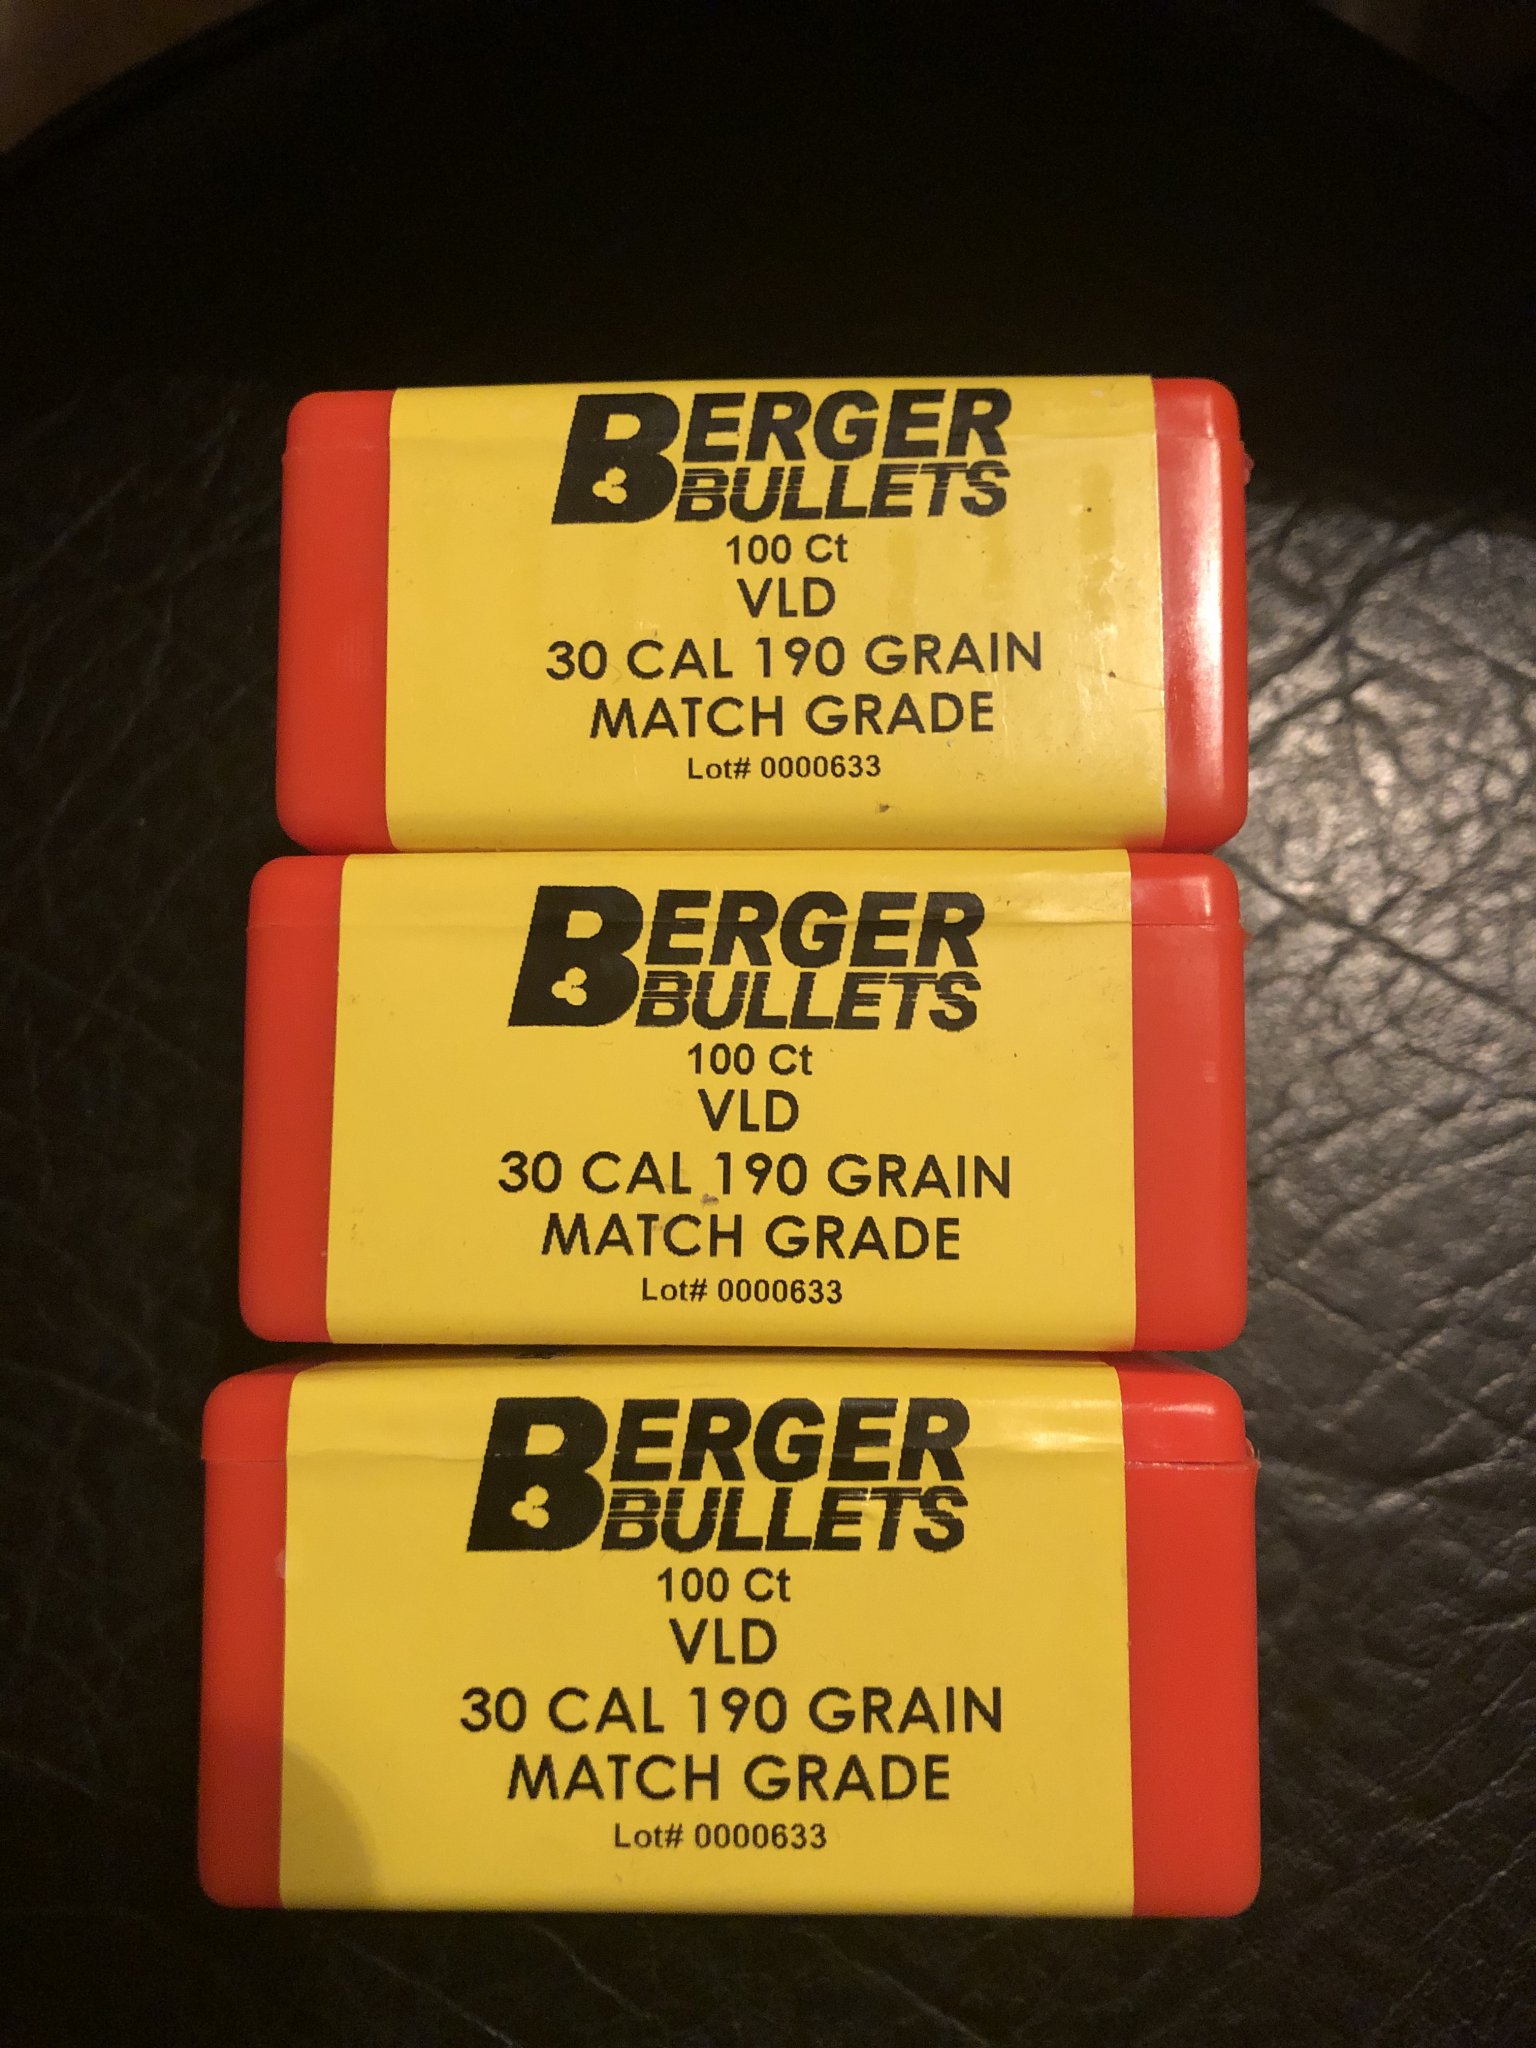 BERGER
BULLETS
100 Ct
VLD
30 CAL 190 GRAIN
MATCH GRADE
Lot# 0000633
BERGER
BULLETS
100 Ct
VLD
30 CAL 190 GRAIN
MATCH GRADE
Lot# 0000633
BERGER
BULLETS
100 Ct
VLD
30 CAL 190 GRAIN
MATCH GRADE
Lot# 0000633